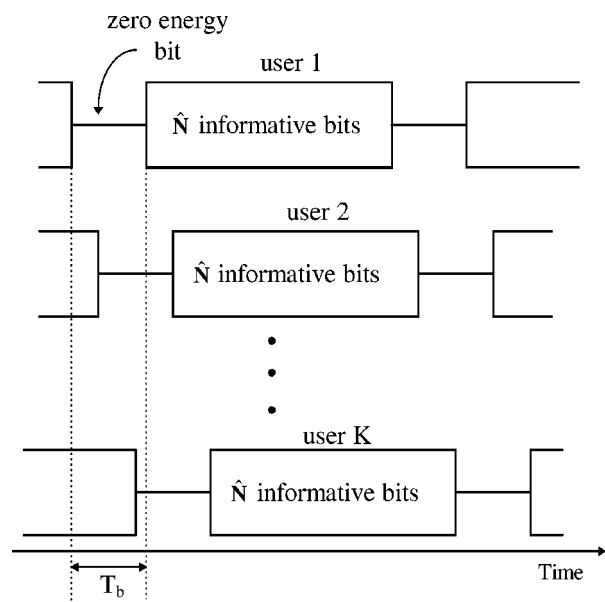 zero energy
bit
user 1
N̂ informative bits
user 2
N̂ informative bits
user K
N̂ informative bits
Time
T_b